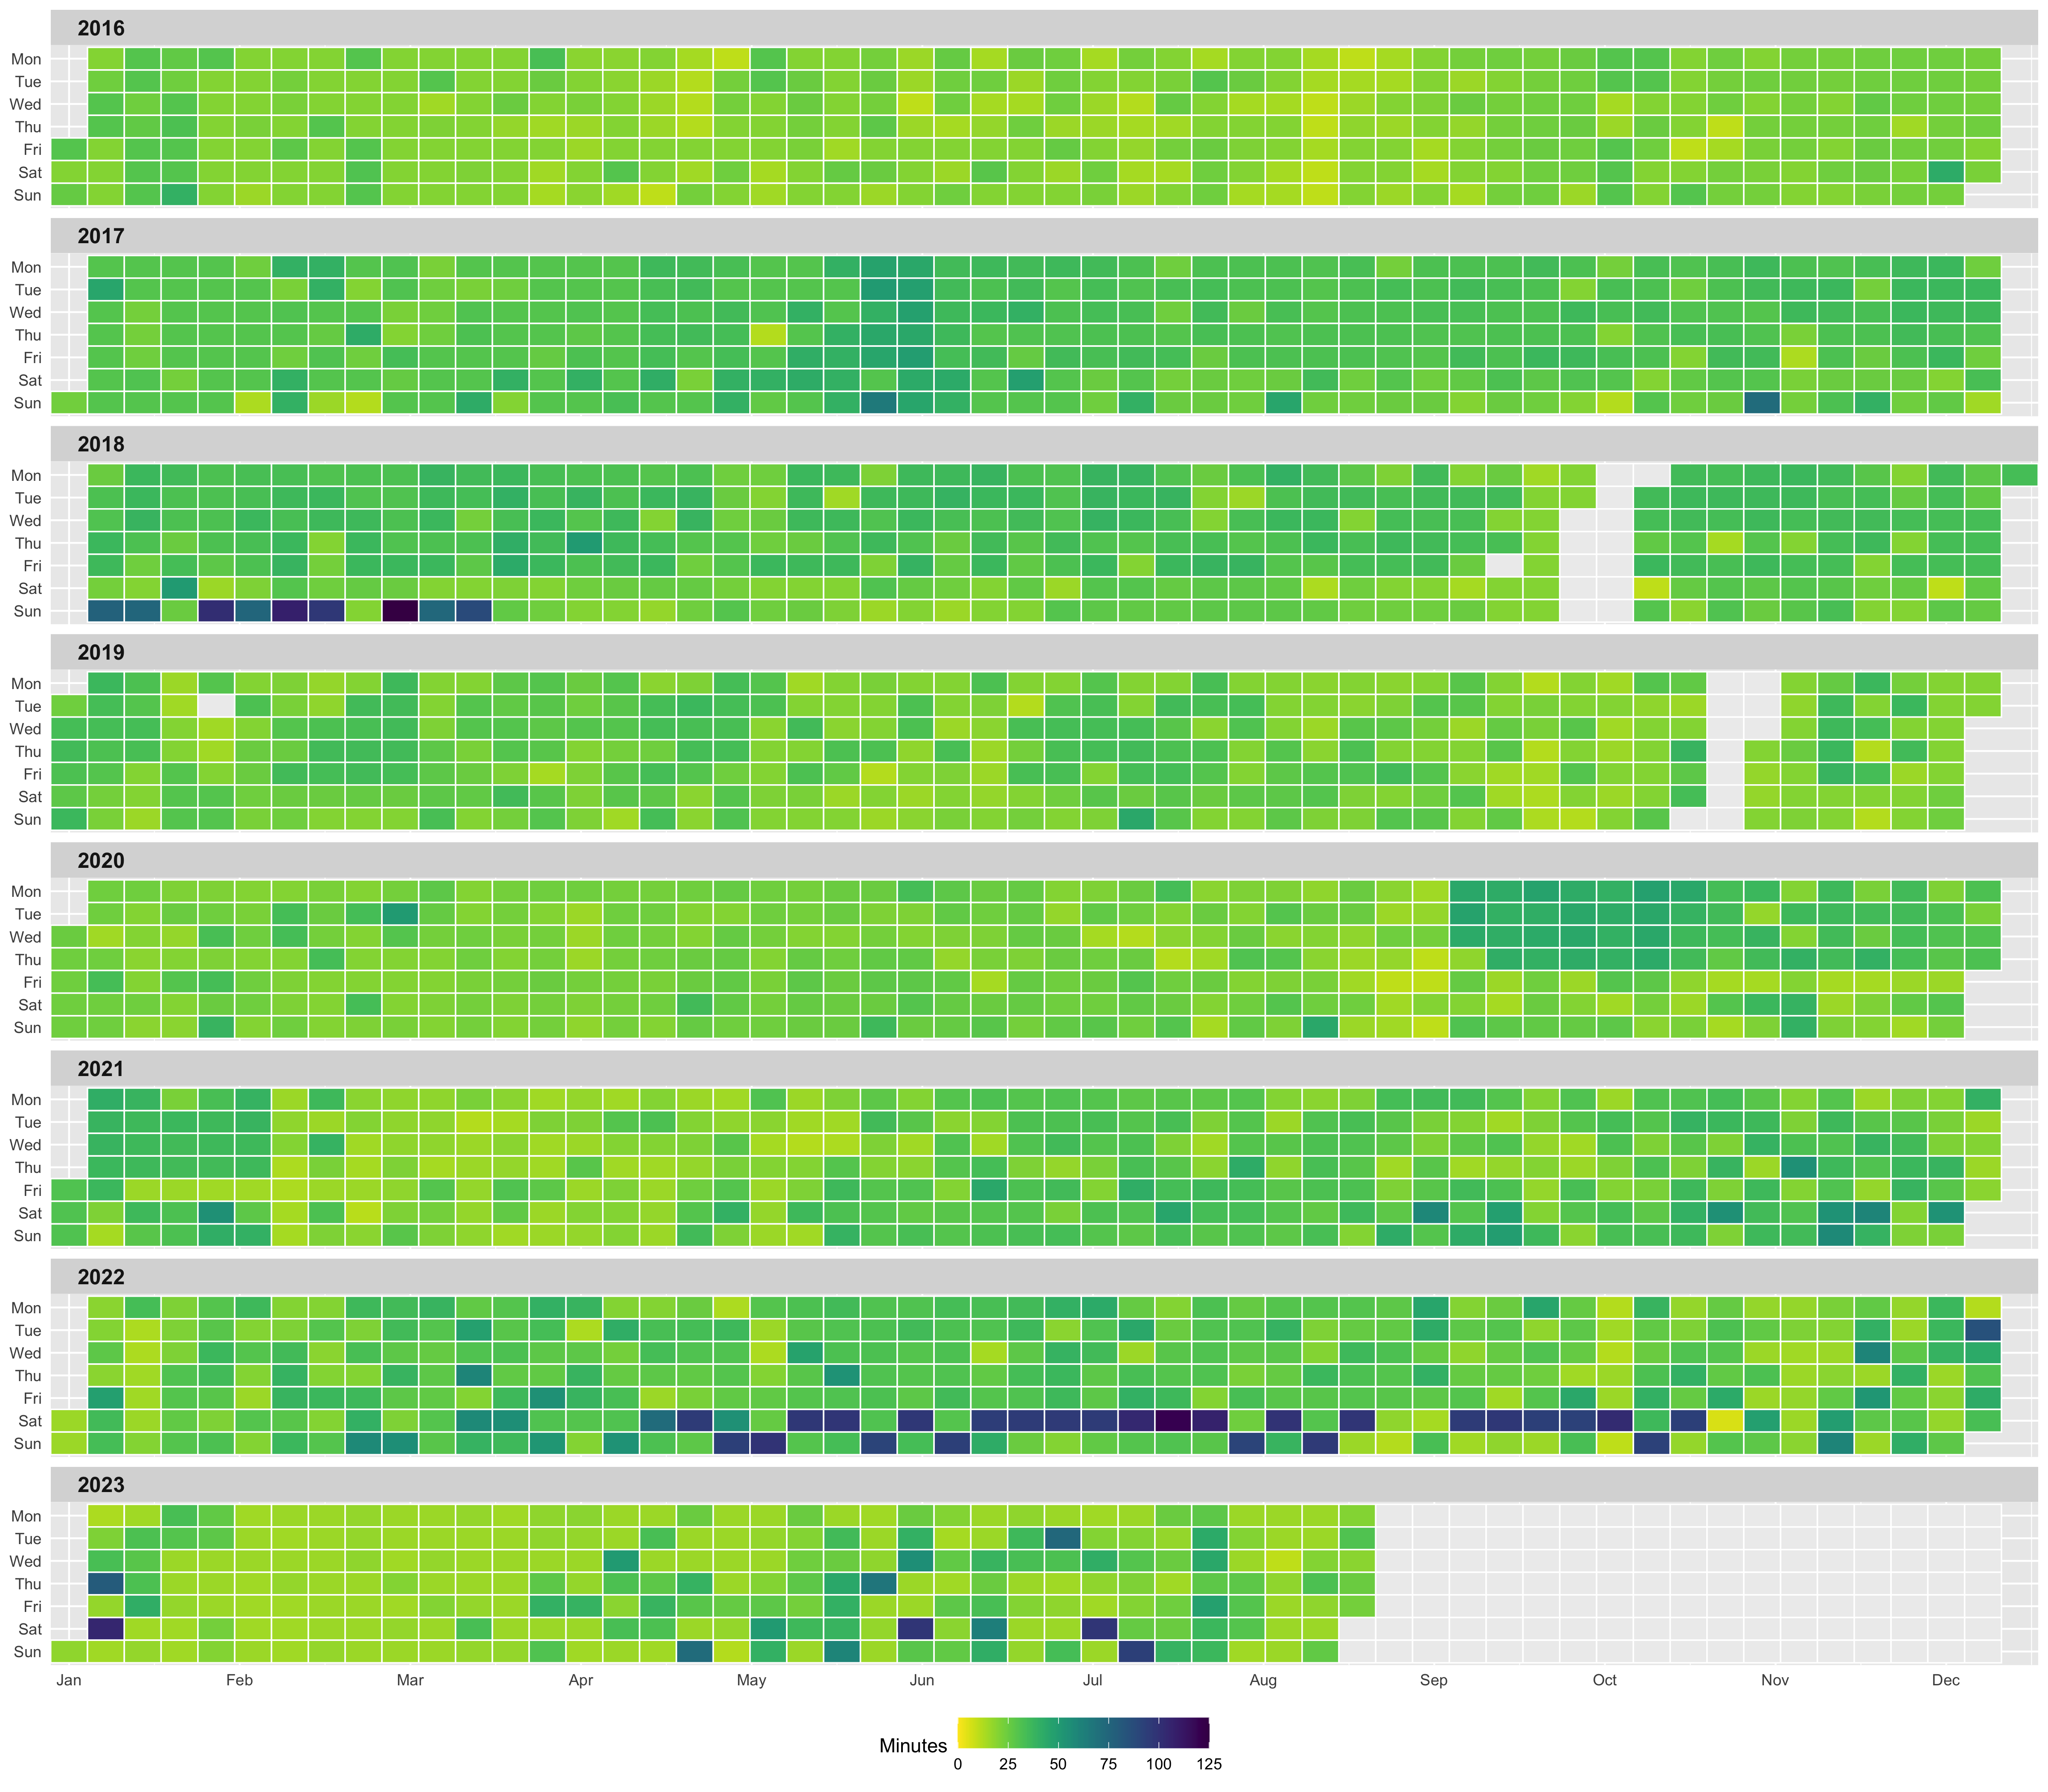 2016
Mon
Tue
Wed
Thu
Fri
Sat
Sun
2017
Mon
Tue
Wed
Thu
Fri
Sat
Sun
2018
Mon
Tue
Wed
Thu
Fri
Sat
Sun
2019
Mon
Tue
Wed
Thu
Fri
Sat
Sun
2020
Mon
Tue
Wed
Thu
Fri
Sat
Sun
2021
Mon
Tue
Wed
Thu
Fri
Sat
Sun
2022
Mon
Tue
Wed
Thu
Fri
Sat
Sun
2023
Mon
Tue
Wed
Thu
Fri
Sat
Sun
Jan Feb Mar Apr May Jun Jul Aug Sep Oct Nov Dec
Minutes
0 25 50 75 100 125